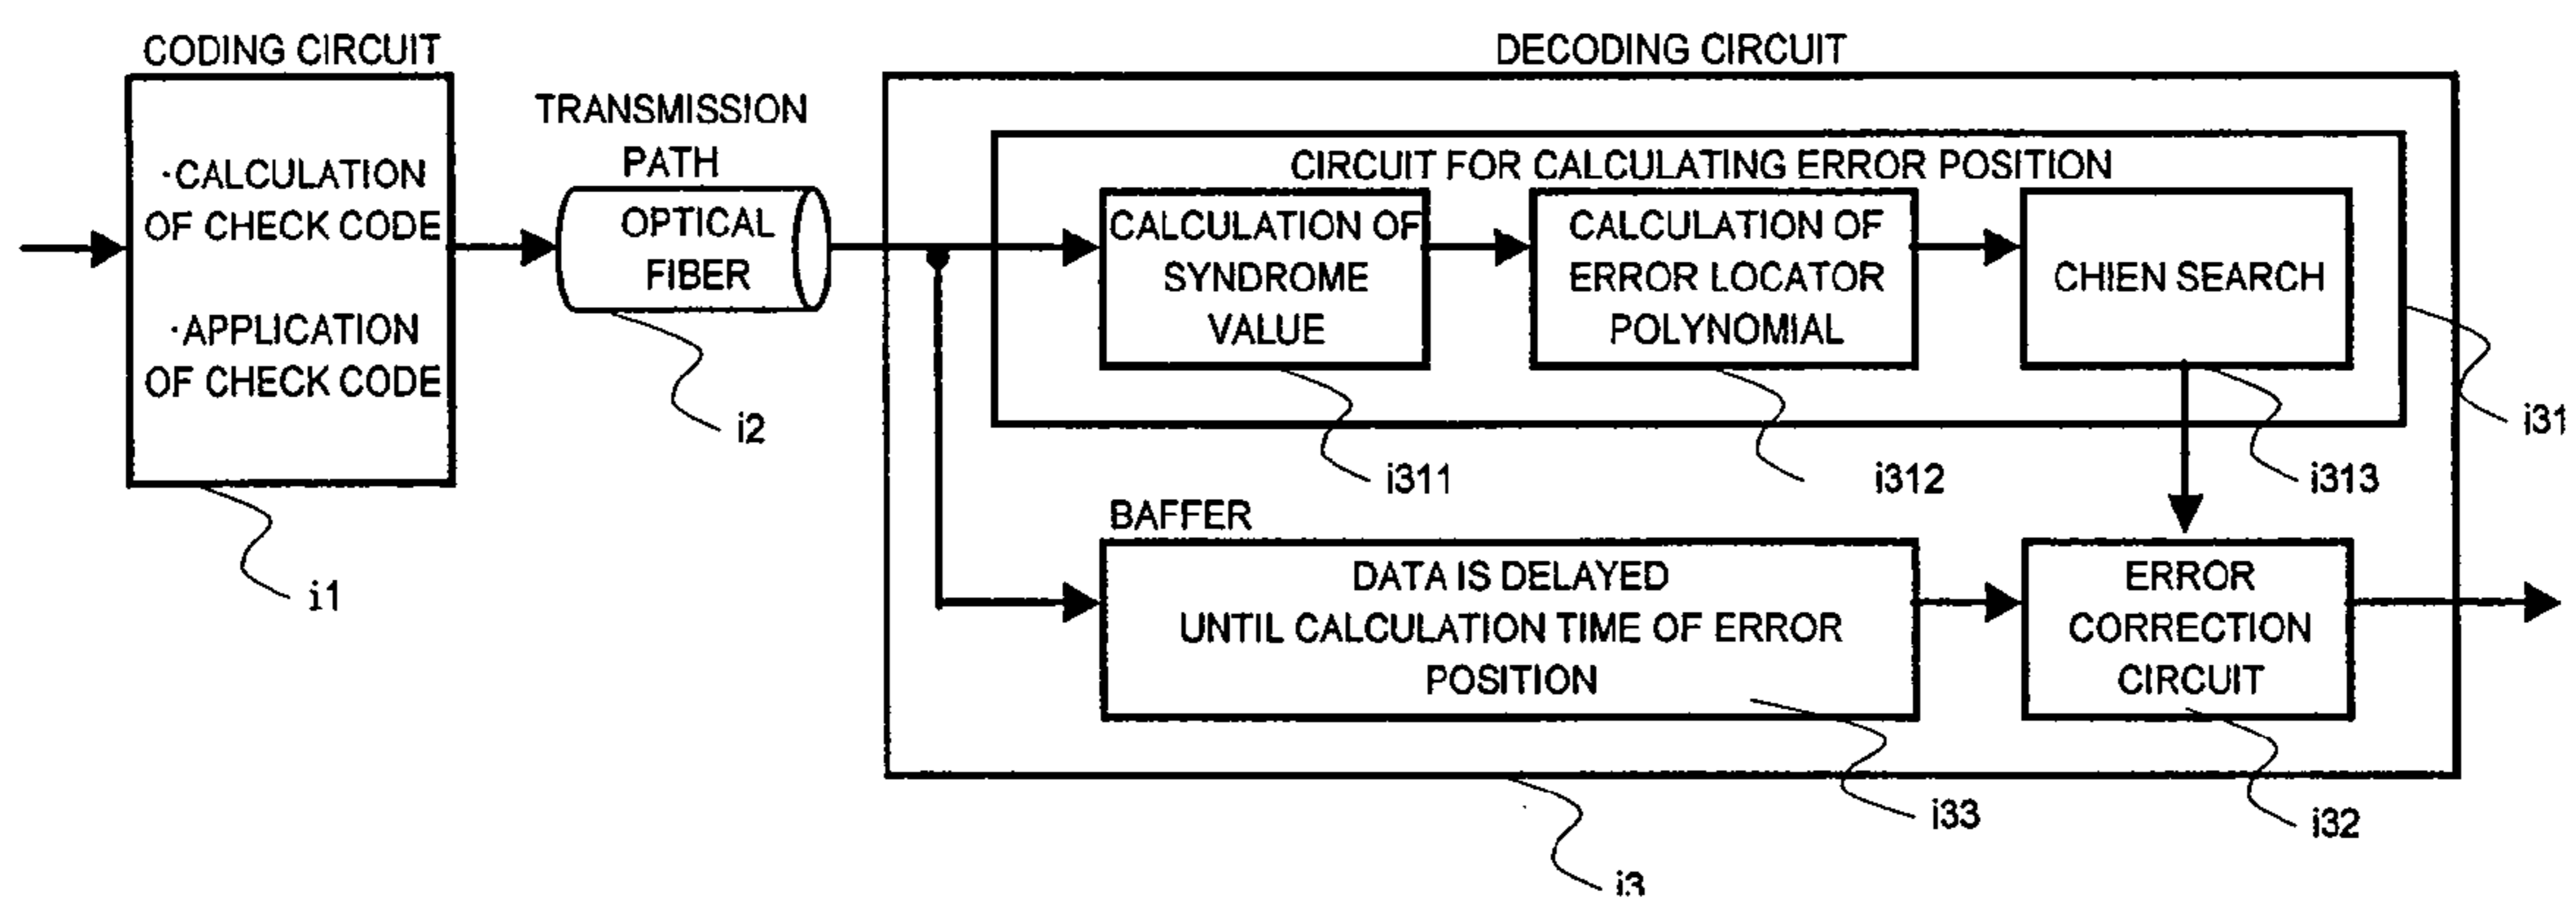 CODING CIRCUIT
·CALCULATION
OF CHECK CODE
·APPLICATION
OF CHECK CODE
i1
TRANSMISSION
PATH
OPTICAL
FIBER
i2
DECODING CIRCUIT
CIRCUIT FOR CALCULATING ERROR POSITION
CALCULATION OF
SYNDROME
VALUE
i311
CALCULATION OF
ERROR LOCATOR
POLYNOMIAL
i312
CHIEN SEARCH
i313
i31
BAFFER
DATA IS DELAYED
UNTIL CALCULATION TIME OF ERROR
POSITION
i33
ERROR
CORRECTION
CIRCUIT
i32
i3